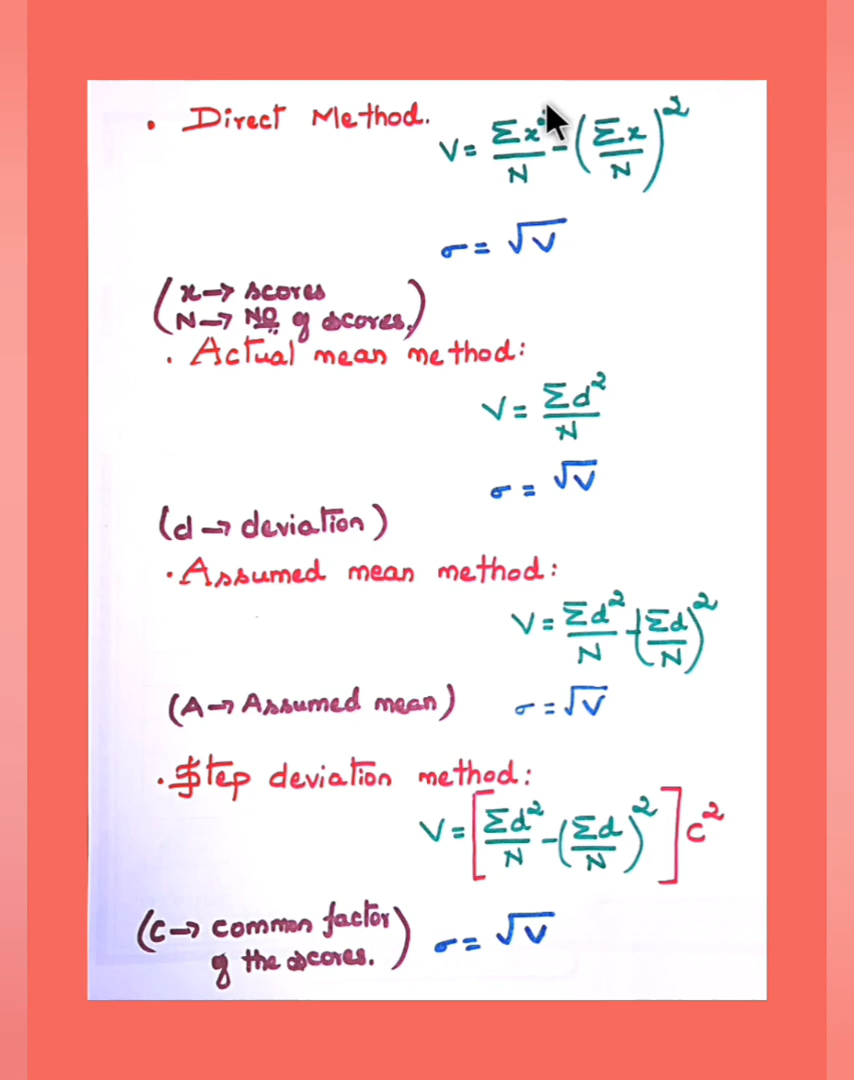 • Direct Method.
V = Σx²/N - (Σx/N)²
σ = √V
(x → scores
N → No of scores.)
• Actual mean method:
V = Σd²/N
σ = √V
(d → deviation)
• Assumed mean method:
V = Σd²/N - (Σd/N)²
(A → Assumed mean) σ = √V
• Step deviation method:
V = [Σd²/N - (Σd/N)²] c²
(C → common factor
of the scores.) σ = √V